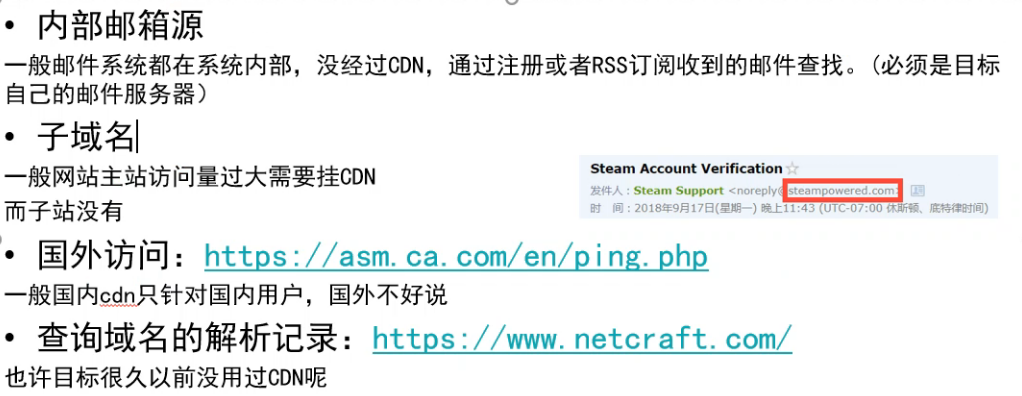 • 内部邮箱源
一般邮件系统都在系统内部，没经过CDN，通过注册或者RSS订阅收到的邮件查找。(必须是目标
自己的邮件服务器）
• 子域名
一般网站主站访问量过大需要挂CDN
而子站没有
Steam Account Verification
发件人：Steam Support <noreply@steampowered.com>
时 间：2018年9月17日(星期一) 晚上11:43 (UTC-07:00 休斯顿、底特律时间)
• 国外访问：https://asm.ca.com/en/ping.php
一般国内cdn只针对国内用户，国外不好说
• 查询域名的解析记录：https://www.netcraft.com/
也许目标很久以前没用过CDN呢